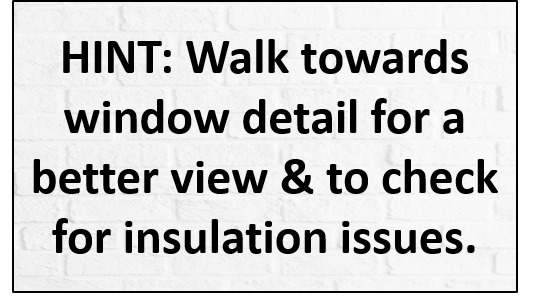 HINT: Walk towards
window detail for a
better view & to check
for insulation issues.